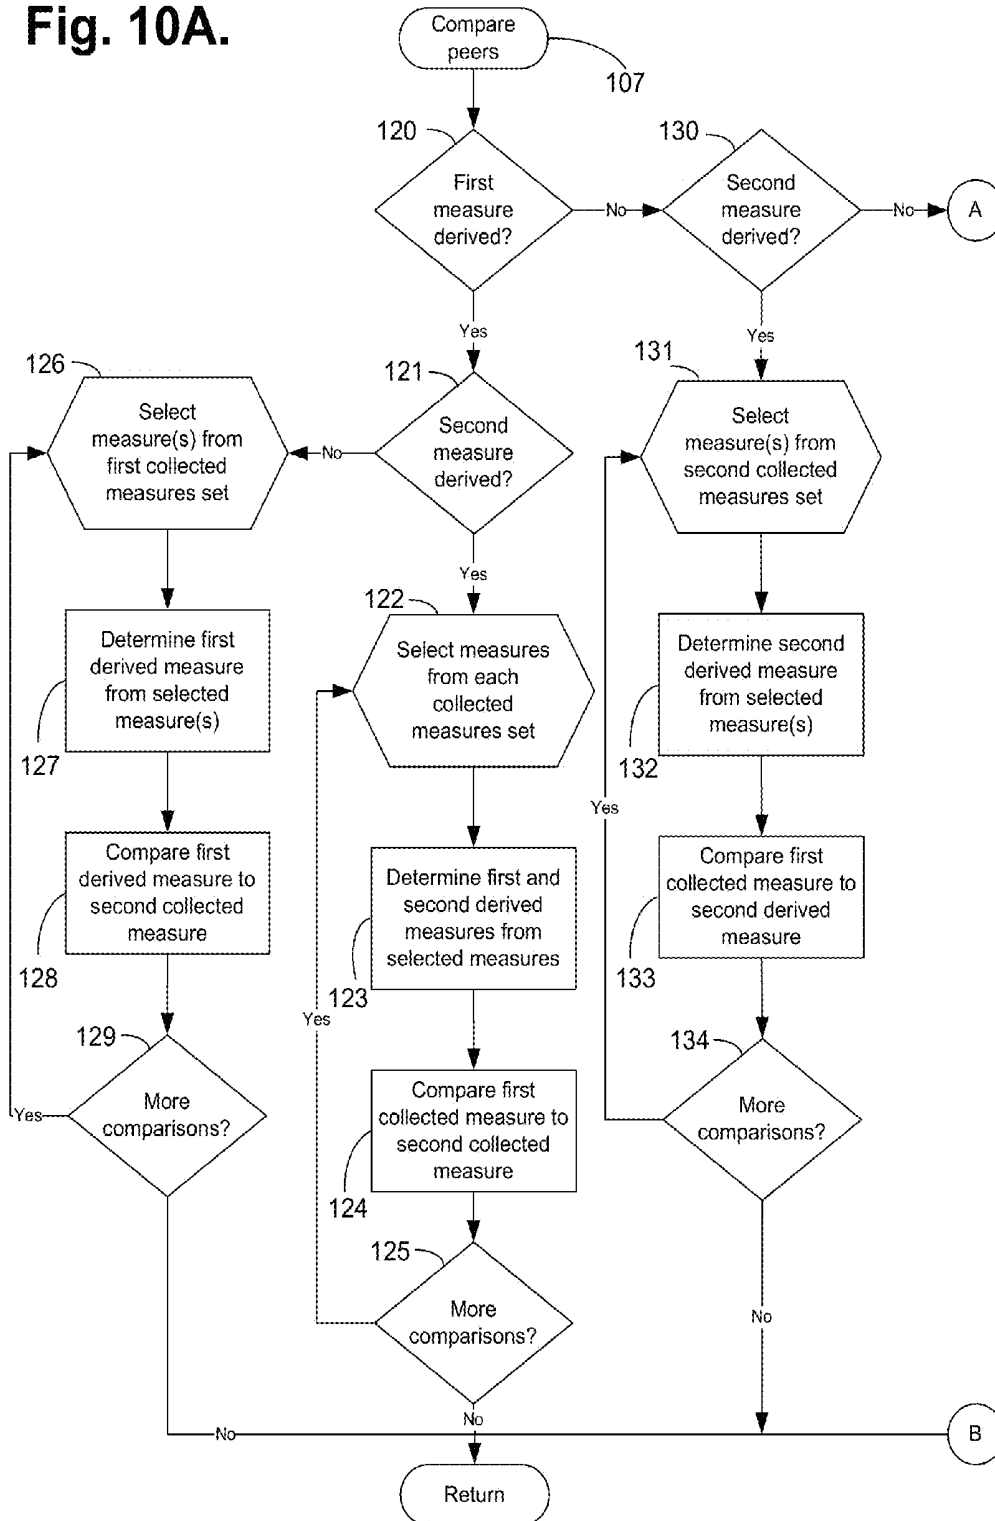 Fig. 10A.
Compare
peers
107
120
First
measure
derived?
No
130
Second
measure
derived?
No
A
Yes
Yes
126
Select
measure(s) from
first collected
measures set
No
121
Second
measure
derived?
131
Select
measure(s) from
second collected
measures set
Yes
122
Select measures
from each
collected
measures set
Determine first
derived measure
from selected
measure(s)
127
Determine second
derived measure
from selected
measure(s)
132
Yes
Compare first
derived measure to
second collected
measure
128
Determine first and
second derived
measures from
selected measures
123
Compare first
collected measure to
second derived
measure
133
Yes
129
More
comparisons?
Yes
Compare first
collected measure to
second collected
measure
124
134
More
comparisons?
125
More
comparisons?
No
No
No
B
Return